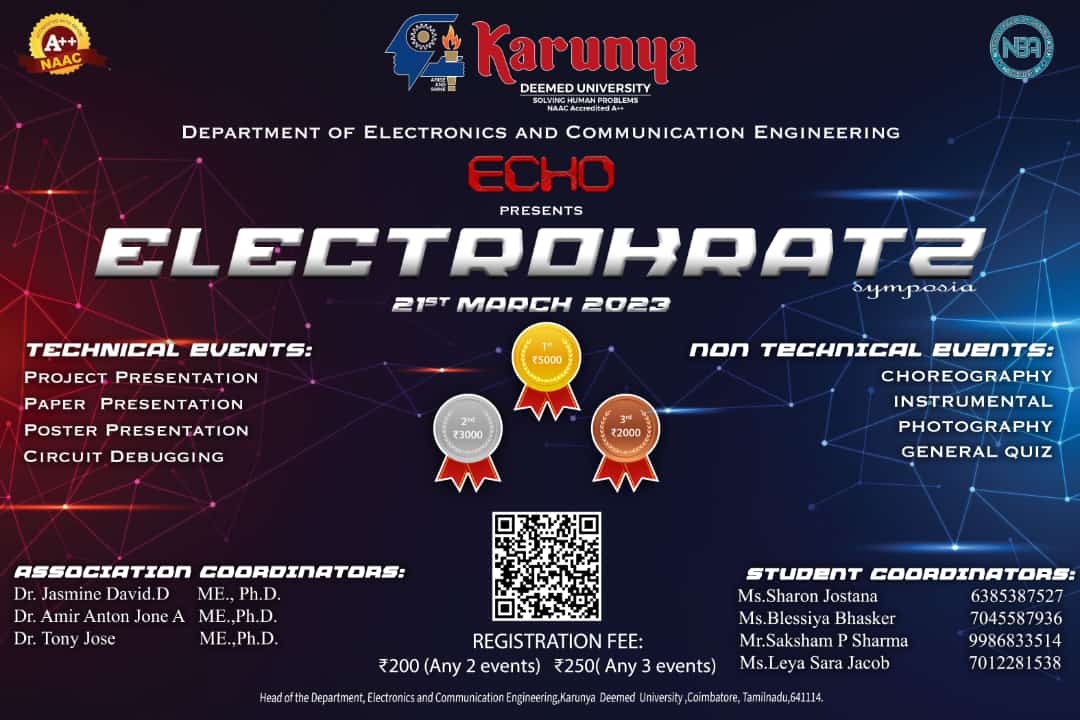 A++
NAAC
Karunya
ARISE
AND
SHINE
DEEMED UNIVERSITY
SOLVING HUMAN PROBLEMS
NAAC Accredited A++
NBA
DEPARTMENT OF ELECTRONICS AND COMMUNICATION ENGINEERING
ECHO
PRESENTS
ELECTROKRATZ
symposia
21ST MARCH 2023
TECHNICAL EVENTS:
PROJECT PRESENTATION
PAPER PRESENTATION
POSTER PRESENTATION
CIRCUIT DEBUGGING
1st
₹5000
2nd
₹3000
3rd
₹2000
NON TECHNICAL EVENTS:
CHOREOGRAPHY
INSTRUMENTAL
PHOTOGRAPHY
GENERAL QUIZ
ASSOCIATION COORDINATORS:
Dr. Jasmine David.D ME., Ph.D.
Dr. Amir Anton Jone A ME.,Ph.D.
Dr. Tony Jose ME.,Ph.D.
REGISTRATION FEE:
₹200 (Any 2 events) ₹250( Any 3 events)
STUDENT COORDINATORS:
Ms.Sharon Jostana 6385387527
Ms.Blessiya Bhasker 7045587936
Mr.Saksham P Sharma 9986833514
Ms.Leya Sara Jacob 7012281538
Head of the Department, Electronics and Communication Engineering,Karunya Deemed University ,Coimbatore, Tamilnadu,641114.